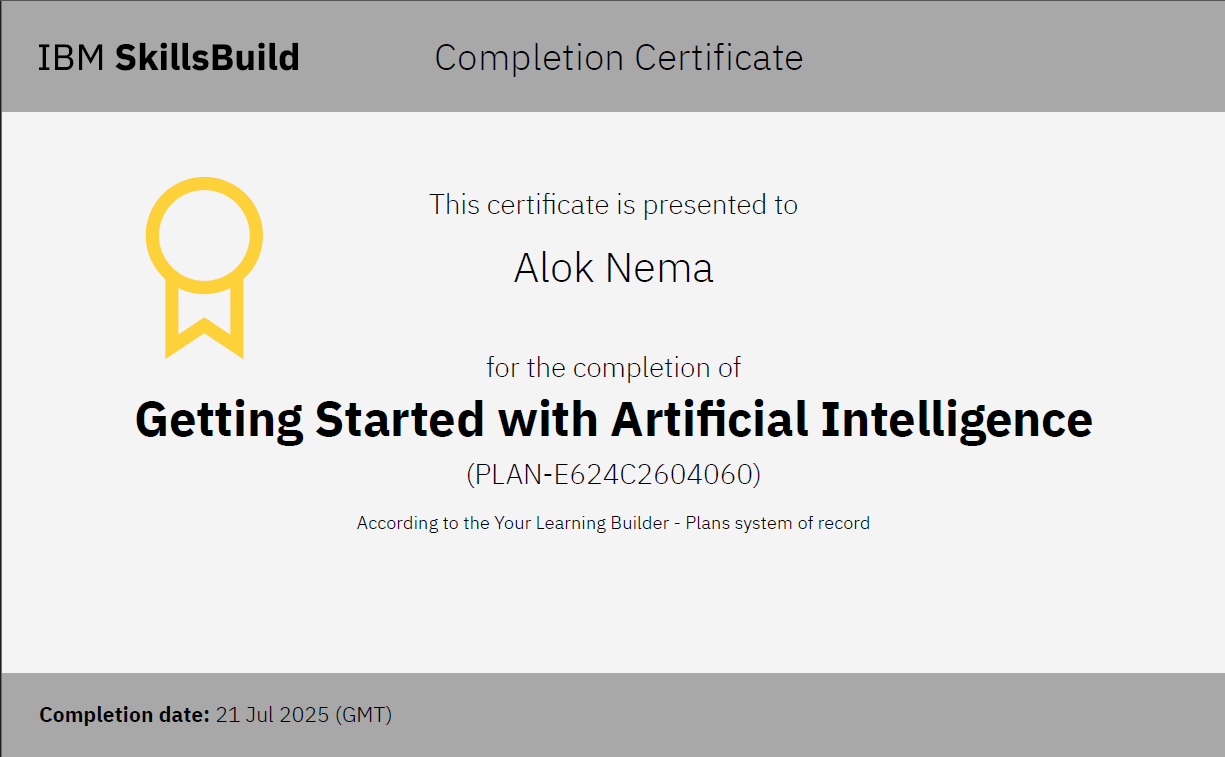 IBM SkillsBuild
Completion Certificate
This certificate is presented to
Alok Nema
for the completion of
Getting Started with Artificial Intelligence
(PLAN-E624C2604060)
According to the Your Learning Builder - Plans system of record
Completion date: 21 Jul 2025 (GMT)